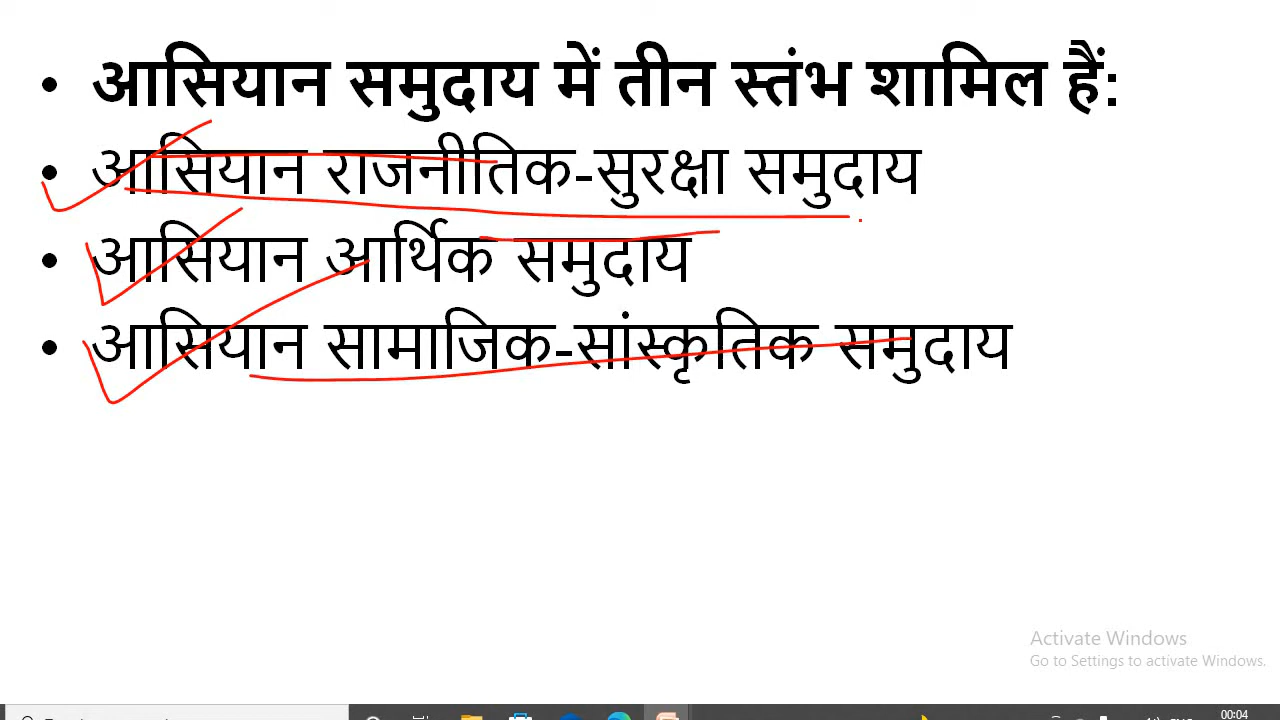 • आसियान समुदाय में तीन स्तंभ शामिल हैं:
• आसियान राजनीतिक-सुरक्षा समुदाय
• आसियान आर्थिक समुदाय
• आसियान सामाजिक-सांस्कृतिक समुदाय
Activate Windows
Go to Settings to activate Windows.
00:04